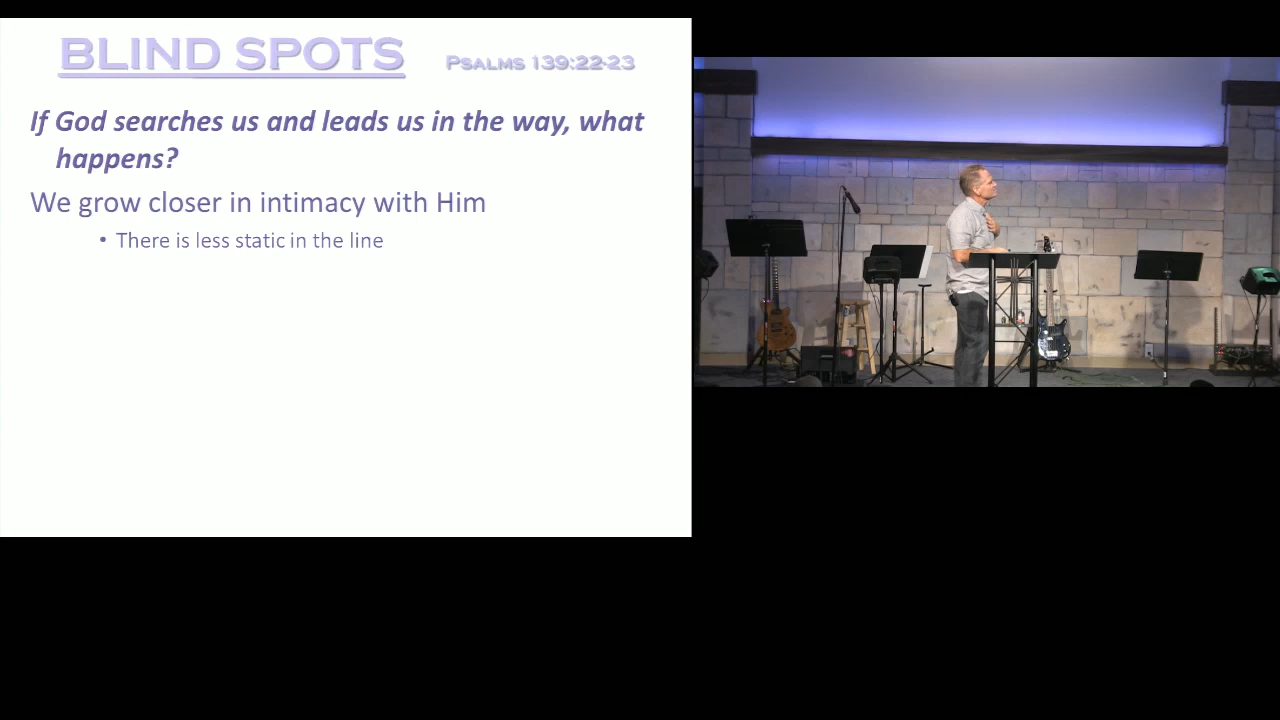 BLIND SPOTS Psalms 139:22-23
If God searches us and leads us in the way, what
happens?
We grow closer in intimacy with Him
• There is less static in the line